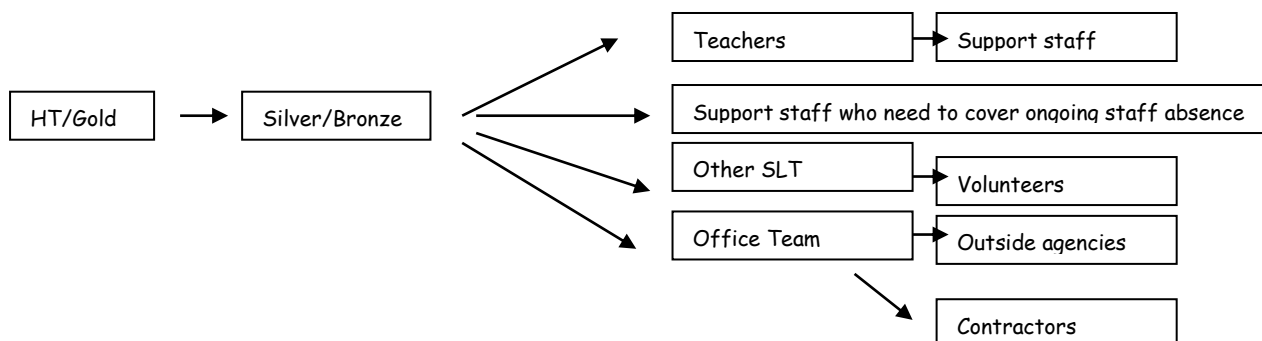 HT/Gold
Silver/Bronze
Teachers
Support staff
Support staff who need to cover ongoing staff absence
Other SLT
Volunteers
Office Team
Outside agencies
Contractors